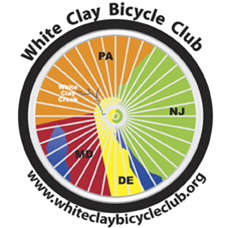 White Clay Bicycle Club
PA
White
Clay
Creek
NJ
MD
DE
www.whiteclaybicycleclub.org